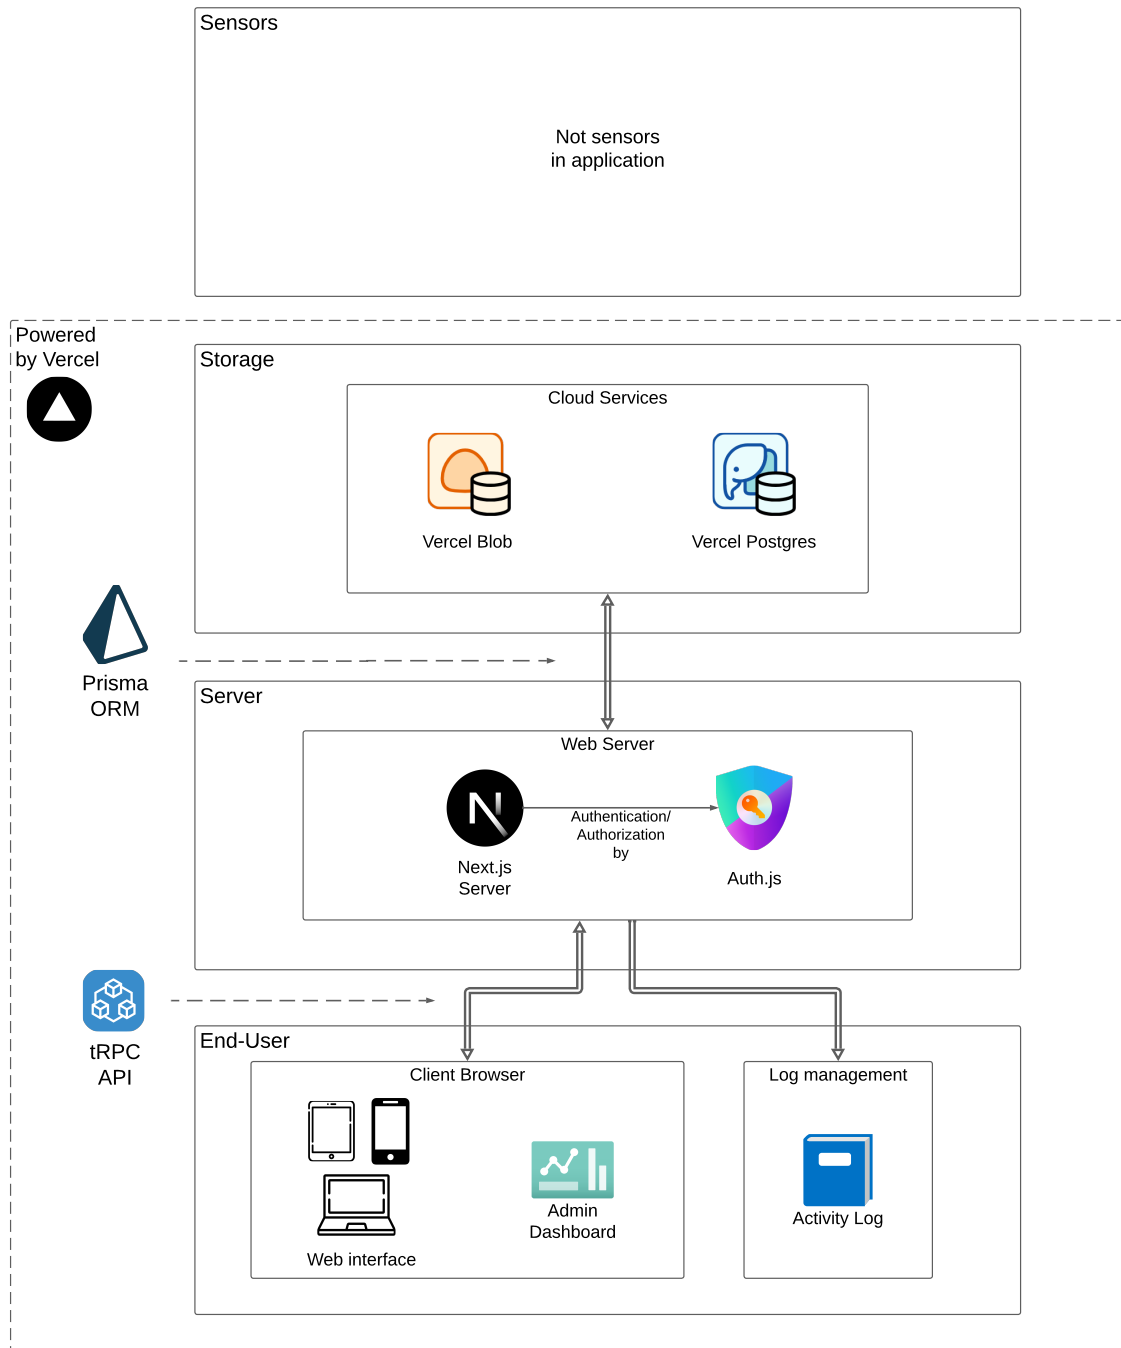 Sensors
Not sensors
in application
Powered
by Vercel
Storage
Cloud Services
Vercel Blob
Vercel Postgres
Prisma
ORM
Server
Web Server
Authentication/
Authorization
by
Next.js
Server
Auth.js
tRPC
API
End-User
Client Browser
Log management
Web interface
Admin
Dashboard
Activity Log